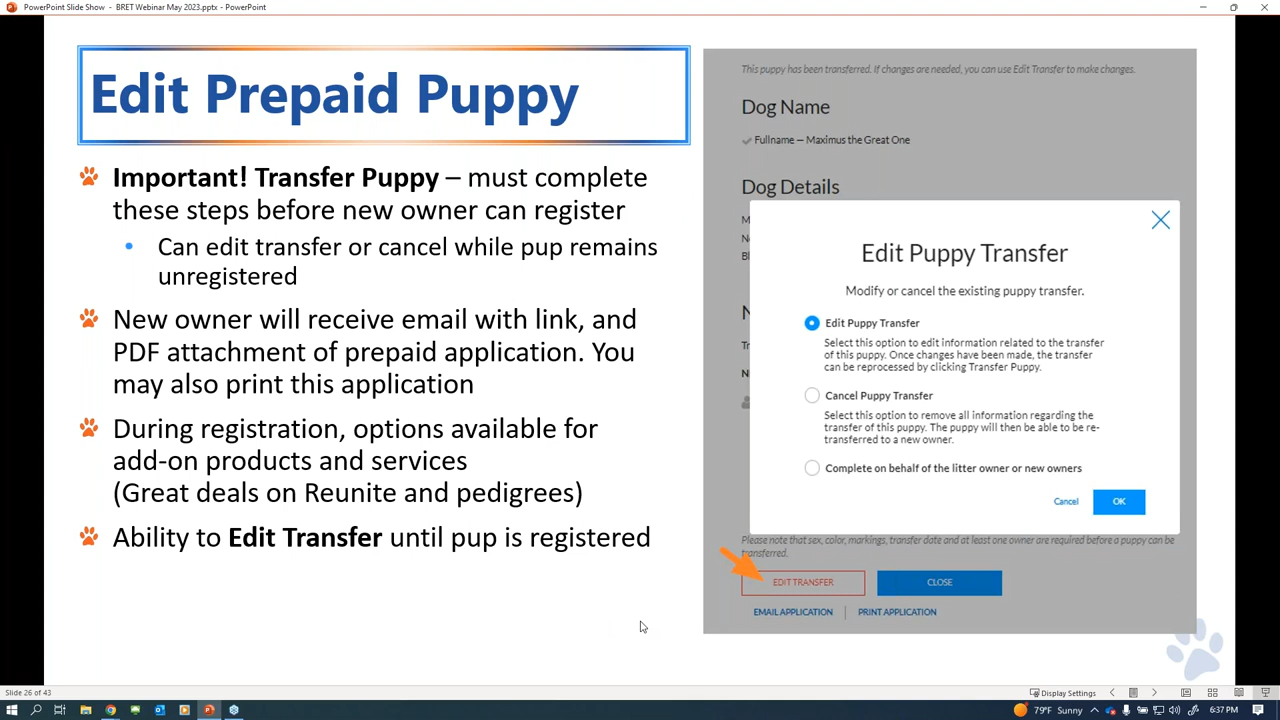 PowerPoint Slide Show - BRET Webinar May 2023.pptx - PowerPoint
Edit Prepaid Puppy
Important! Transfer Puppy – must complete
these steps before new owner can register
Can edit transfer or cancel while pup remains
unregistered
New owner will receive email with link, and
PDF attachment of prepaid application. You
may also print this application
During registration, options available for
add-on products and services
(Great deals on Reunite and pedigrees)
Ability to Edit Transfer until pup is registered
This puppy has been transferred. If changes are needed, you can use Edit Transfer to make changes.
Dog Name
Fullname — Maximus the Great One
Dog Details
Edit Puppy Transfer
Modify or cancel the existing puppy transfer.
Edit Puppy Transfer
Select this option to edit information related to the transfer
of this puppy. Once changes have been made, the transfer
can be reprocessed by clicking Transfer Puppy.
Cancel Puppy Transfer
Select this option to remove all information regarding the
transfer of this puppy. The puppy will then be able to be re-
transferred to a new owner.
Complete on behalf of the litter owner or new owners
Cancel OK
Please note that sex, color, markings, transfer date and at least one owner are required before a puppy can be
transferred.
EDIT TRANSFER CLOSE
EMAIL APPLICATION PRINT APPLICATION
Slide 26 of 43 Display Settings
79°F Sunny 6:37 PM